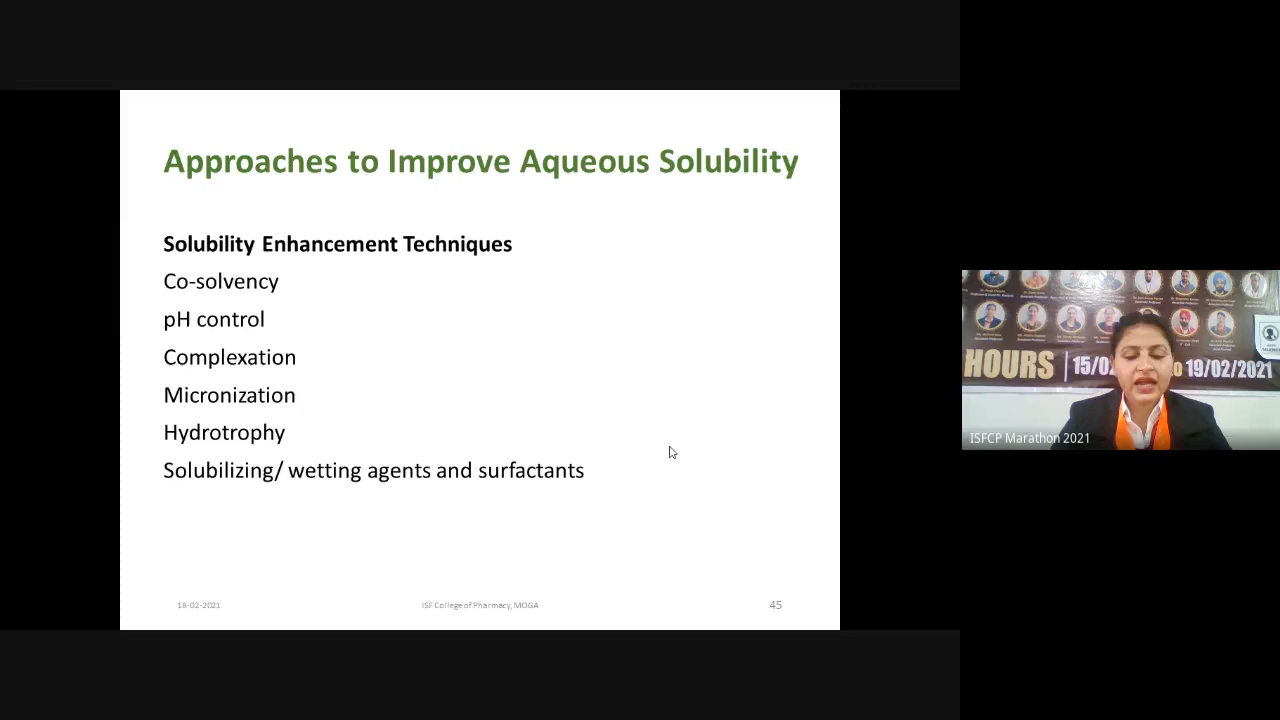 Approaches to Improve Aqueous Solubility
Solubility Enhancement Techniques
Co-solvency
pH control
Complexation
Micronization
Hydrotrophy
Solubilizing/ wetting agents and surfactants
18-02-2021
ISF College of Pharmacy, MOGA
45
HOURS
15/02
o 19/02/2021
ISFCP Marathon 2021